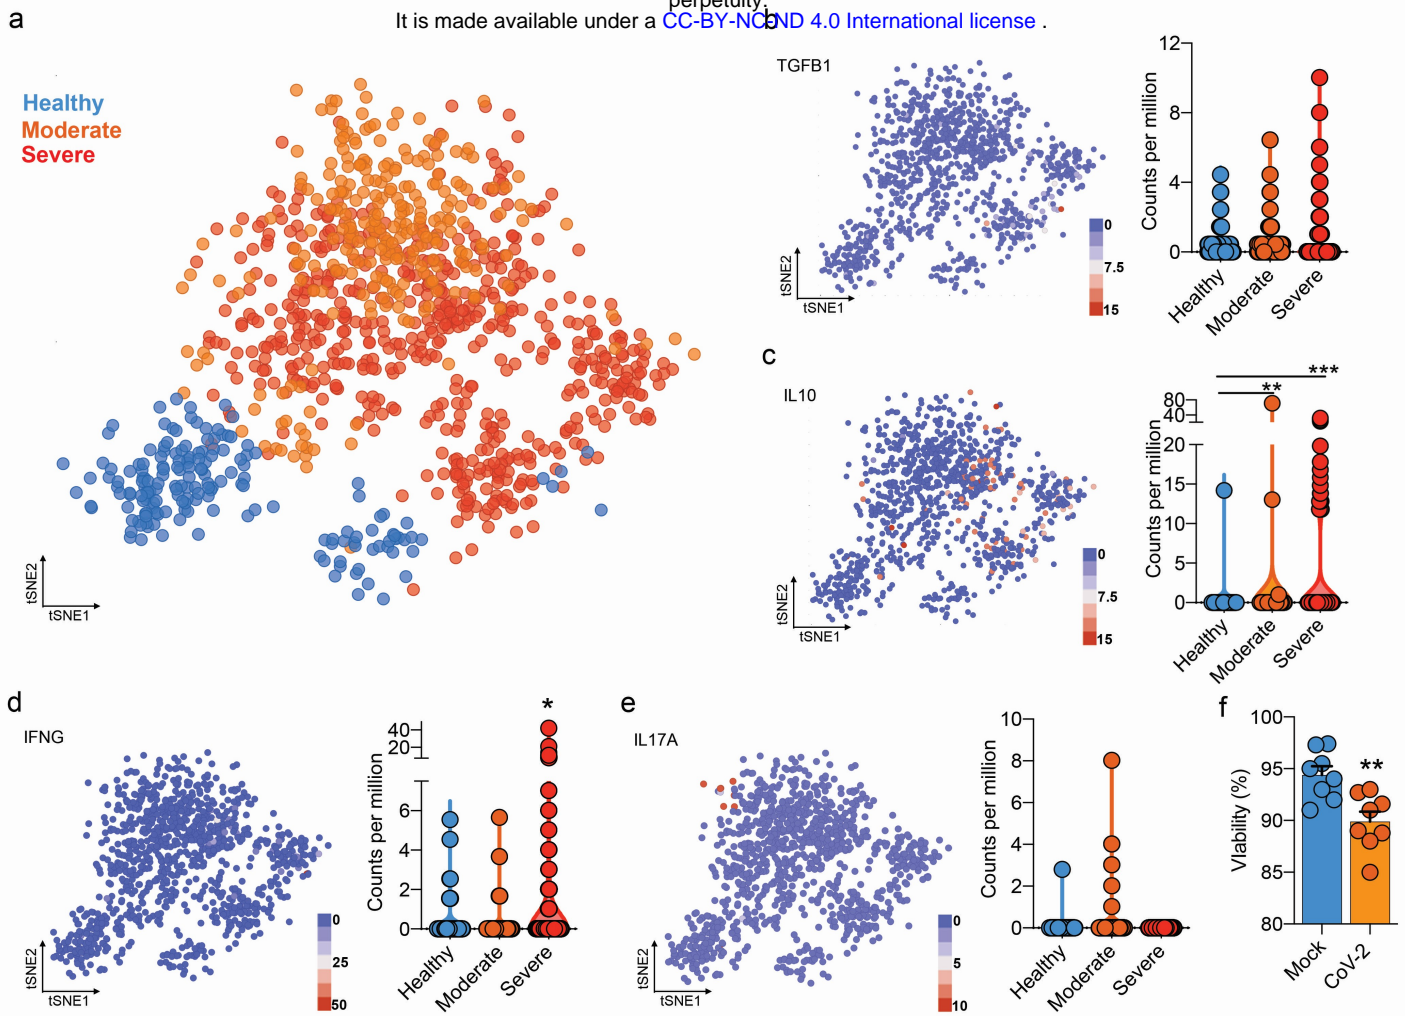 perpetuity.
It is made available under a CC-BY-NC-ND 4.0 International license .
a
Healthy
Moderate
Severe
tSNE2
tSNE1
b
TGFB1
tSNE2
tSNE1
0
7.5
15
Counts per million
12
8
4
0
Healthy
Moderate
Severe
c
IL10
tSNE2
tSNE1
0
7.5
15
Counts per million
80
40
20
15
10
5
0
**
***
Healthy
Moderate
Severe
d
IFNG
tSNE2
tSNE1
0
25
50
Counts per million
40
20
6
4
2
0
*
Healthy
Moderate
Severe
e
IL17A
tSNE2
tSNE1
0
5
10
Counts per million
10
8
6
4
2
0
Healthy
Moderate
Severe
f
VIability (%)
100
95
90
85
80
**
Mock
CoV-2